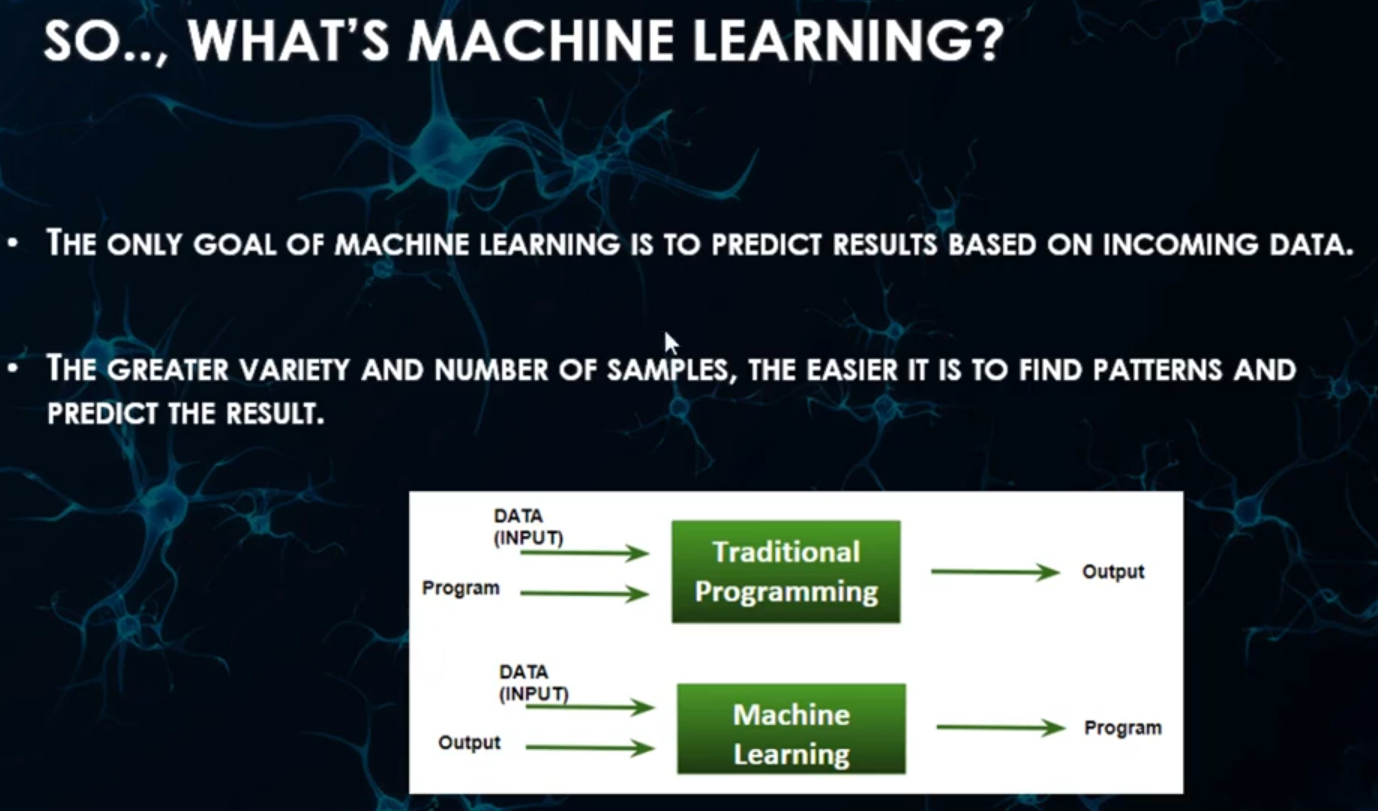 SO.., WHAT'S MACHINE LEARNING?
• THE ONLY GOAL OF MACHINE LEARNING IS TO PREDICT RESULTS BASED ON INCOMING DATA.
• THE GREATER VARIETY AND NUMBER OF SAMPLES, THE EASIER IT IS TO FIND PATTERNS AND
PREDICT THE RESULT.
DATA
(INPUT)
Program
Traditional
Programming
Output
DATA
(INPUT)
Output
Machine
Learning
Program